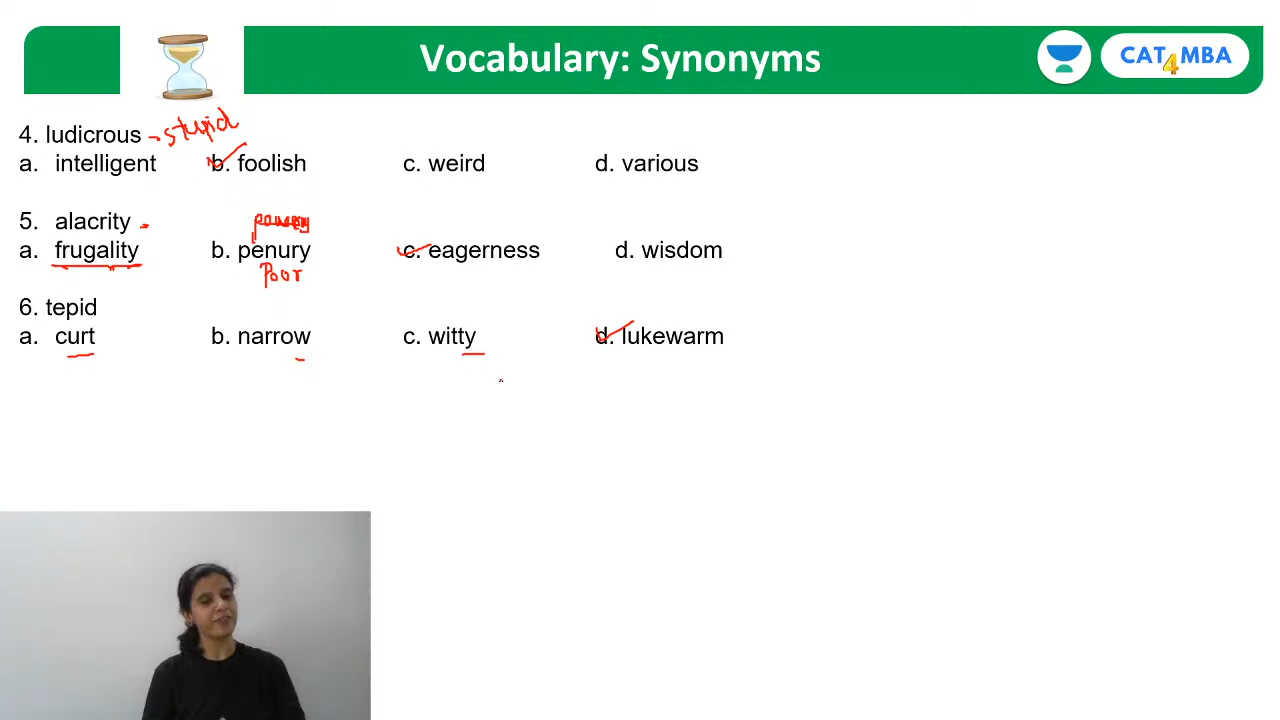 Vocabulary: Synonyms
CAT4MBA
4. ludicrous - stupid
a. intelligent b. foolish c. weird d. various
5. alacrity
a. frugality b. penury c. eagerness d. wisdom
Poor
6. tepid
a. curt b. narrow c. witty d. lukewarm